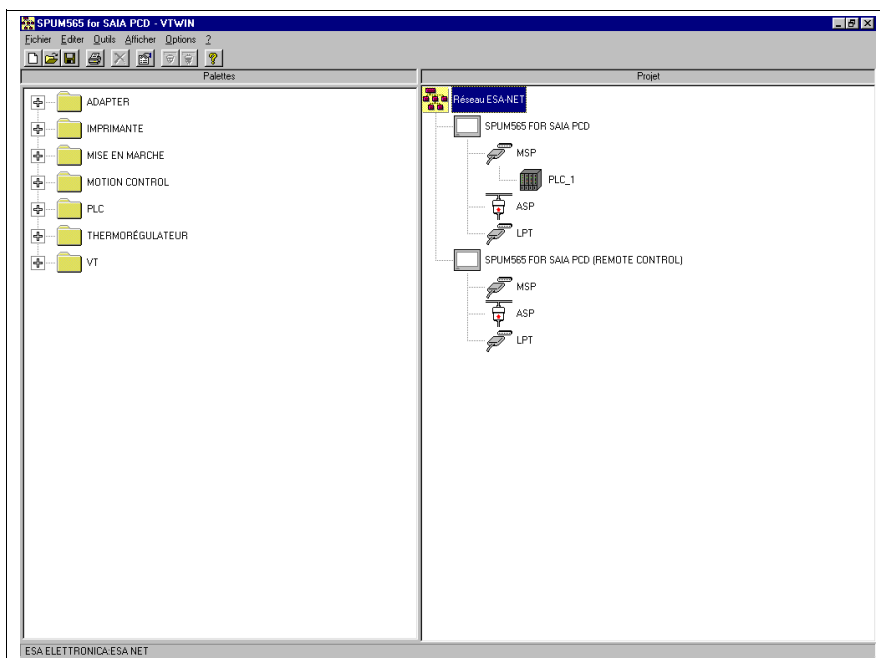 SPUM565 for SAIA PCD - VTWIN
Fichier Editer Outils Afficher Options ?
Palettes
Projet
ADAPTER
IMPRIMANTE
MISE EN MARCHE
MOTION CONTROL
PLC
THERMORÉGULATEUR
VT
Réseau ESA-NET
SPUM565 FOR SAIA PCD
MSP
PLC_1
ASP
LPT
SPUM565 FOR SAIA PCD (REMOTE CONTROL)
MSP
ASP
LPT
ESA ELETTRONICA:ESA NET